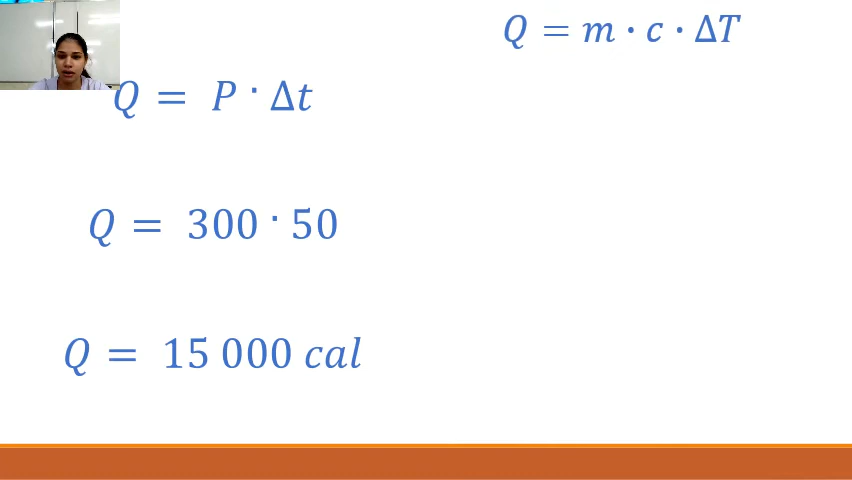 Q = m · c · ΔT
Q = P · Δt
Q = 300 · 50
Q = 15 000 cal